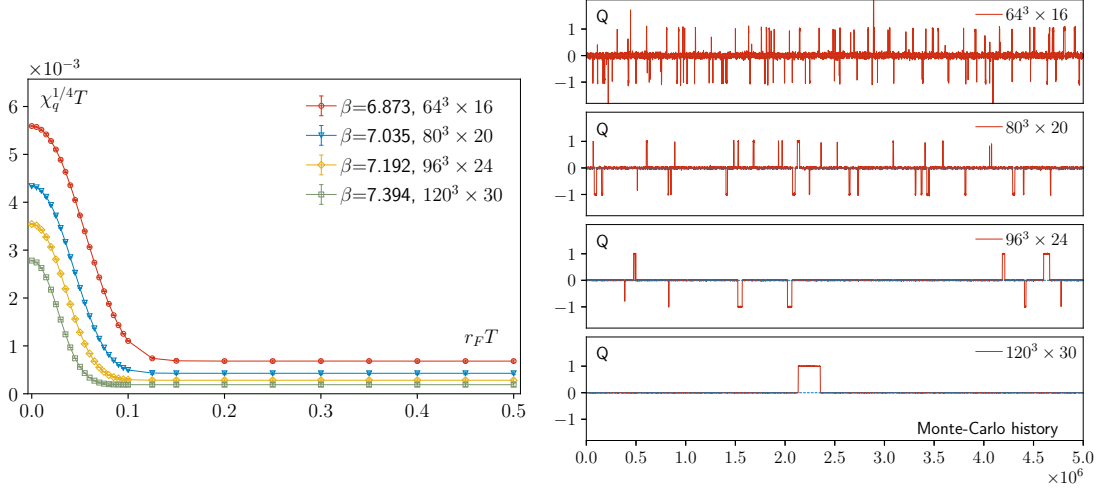 ×10⁻³
χ_q^{1/4}T
6
5
4
3
2
1
0
β=6.873, 64³ × 16
β=7.035, 80³ × 20
β=7.192, 96³ × 24
β=7.394, 120³ × 30
r_F T
0.0 0.1 0.2 0.3 0.4 0.5
Q
64³ × 16
1
0
−1
Q
80³ × 20
1
0
−1
Q
96³ × 24
1
0
−1
Q
120³ × 30
1
0
−1
Monte-Carlo history
0.0 0.5 1.0 1.5 2.0 2.5 3.0 3.5 4.0 4.5 5.0
×10⁶